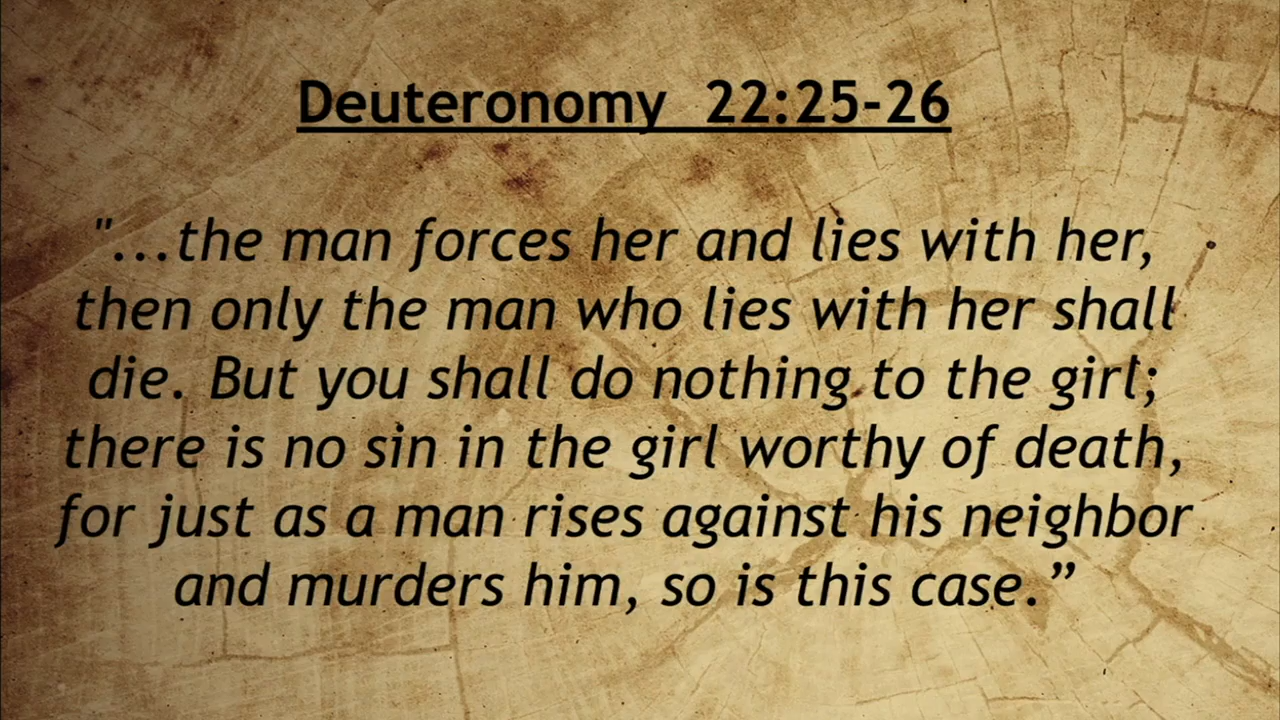 Deuteronomy 22:25-26
"...the man forces her and lies with her,
then only the man who lies with her shall
die. But you shall do nothing to the girl;
there is no sin in the girl worthy of death,
for just as a man rises against his neighbor
and murders him, so is this case.”